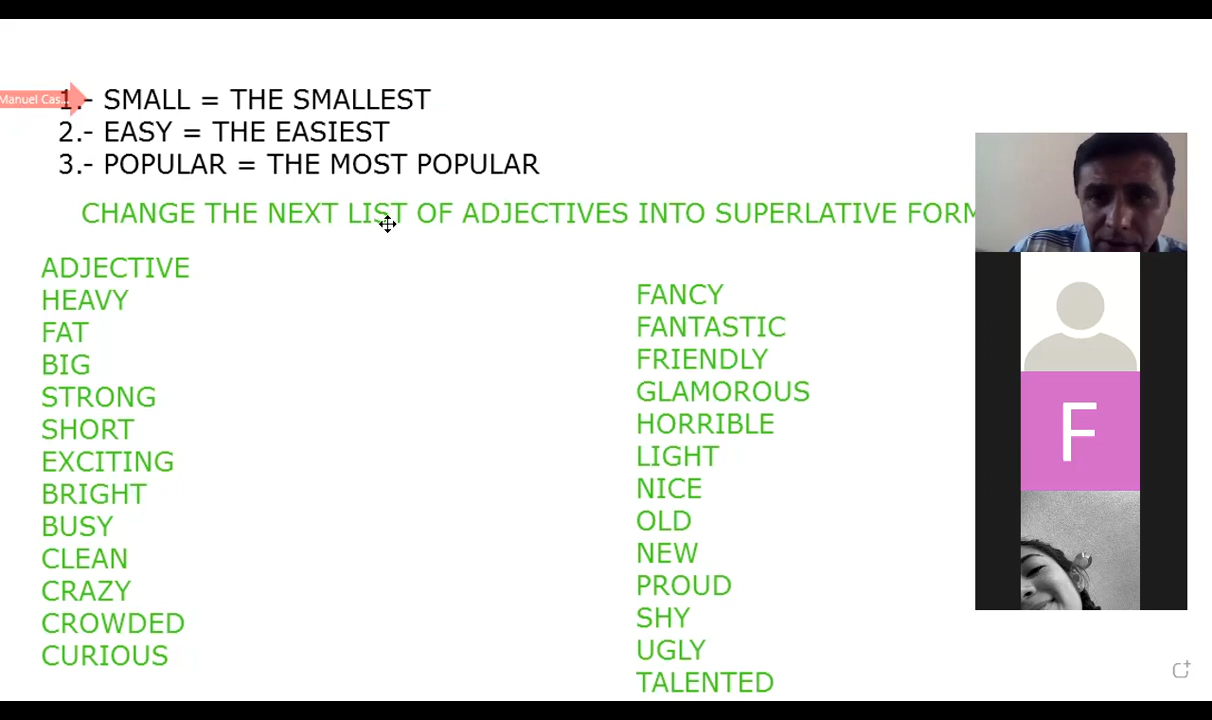 Manuel Cas...
1.- SMALL = THE SMALLEST
2.- EASY = THE EASIEST
3.- POPULAR = THE MOST POPULAR
CHANGE THE NEXT LIST OF ADJECTIVES INTO SUPERLATIVE FORM
ADJECTIVE
HEAVY
FAT
BIG
STRONG
SHORT
EXCITING
BRIGHT
BUSY
CLEAN
CRAZY
CROWDED
CURIOUS
FANCY
FANTASTIC
FRIENDLY
GLAMOROUS
HORRIBLE
LIGHT
NICE
OLD
NEW
PROUD
SHY
UGLY
TALENTED
F